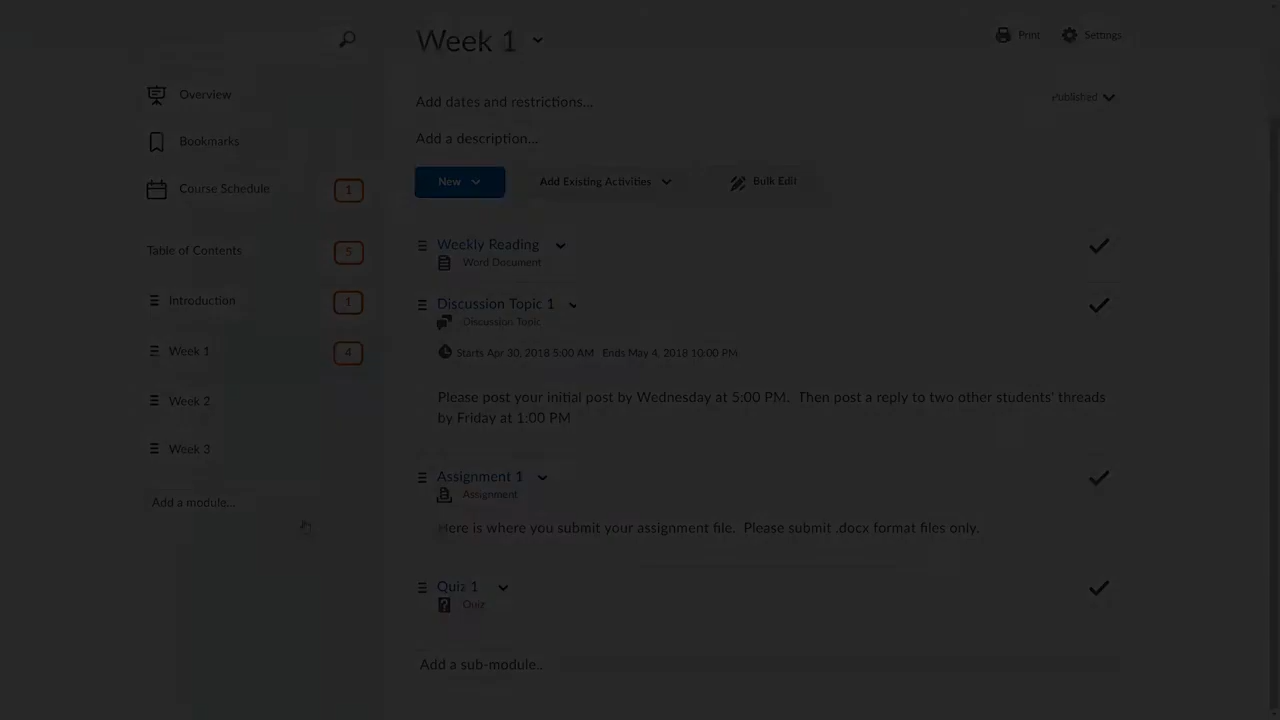 Week 1
Print
Settings
Overview
Add dates and restrictions...
Published
Bookmarks
Add a description...
Course Schedule
1
New
Add Existing Activities
Bulk Edit
Table of Contents
5
Weekly Reading
Word Document
Introduction
1
Discussion Topic 1
Discussion Topic
Week 1
4
Starts Apr 30, 2018 5:00 AM Ends May 4, 2018 10:00 PM
Week 2
Please post your initial post by Wednesday at 5:00 PM. Then post a reply to two other students' threads
by Friday at 1:00 PM
Week 3
Assignment 1
Assignment
Add a module...
Here is where you submit your assignment file. Please submit .docx format files only.
Quiz 1
Quiz
Add a sub-module..